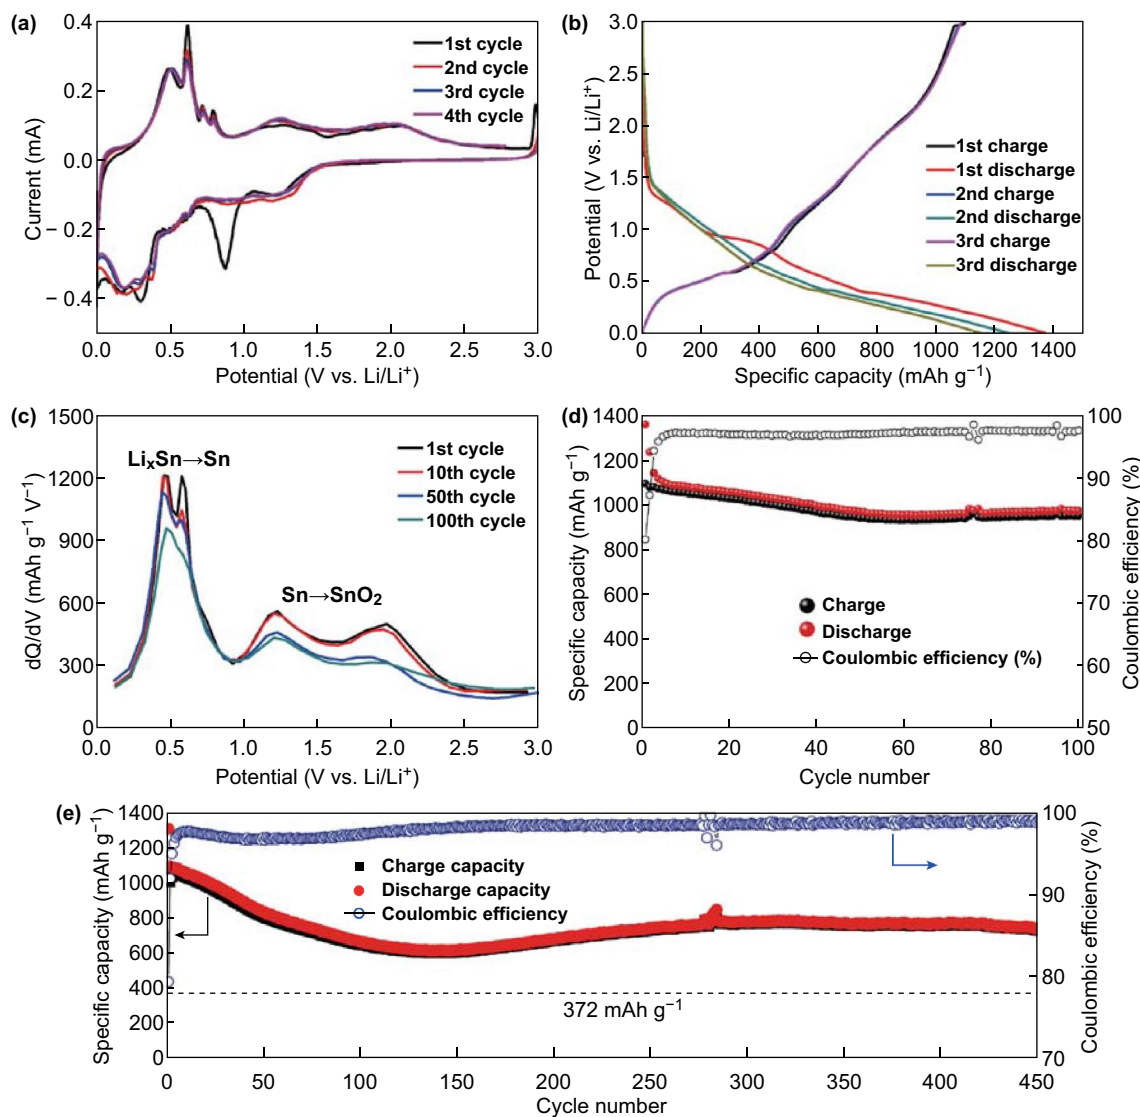 (a)
0.4
0.2
0.0
− 0.2
− 0.4
Current (mA)
1st cycle
2nd cycle
3rd cycle
4th cycle
0.0 0.5 1.0 1.5 2.0 2.5 3.0
Potential (V vs. Li/Li⁺)
(b)
3.0
2.5
2.0
1.5
1.0
0.5
0.0
Potential (V vs. Li/Li⁺)
1st charge
1st discharge
2nd charge
2nd discharge
3rd charge
3rd discharge
0 200 400 600 800 1000 1200 1400
Specific capacity (mAh g⁻¹)
(c)
1500
1200
900
600
300
0
dQ/dV (mAh g⁻¹ V⁻¹)
LiₓSn→Sn
Sn→SnO₂
1st cycle
10th cycle
50th cycle
100th cycle
0.0 0.5 1.0 1.5 2.0 2.5 3.0
Potential (V vs. Li/Li⁺)
(d)
1400
1200
1000
800
600
400
200
0
Specific capacity (mAh g⁻¹)
Charge
Discharge
Coulombic efficiency (%)
100
90
80
70
60
50
Coulombic efficiency (%)
0 20 40 60 80 100
Cycle number
(e)
1400
1200
1000
800
600
400
200
0
Specific capacity (mAh g⁻¹)
Charge capacity
Discharge capacity
Coulombic efficiency
372 mAh g⁻¹
100
90
80
70
Coulombic efficiency (%)
0 50 100 150 200 250 300 350 400 450
Cycle number